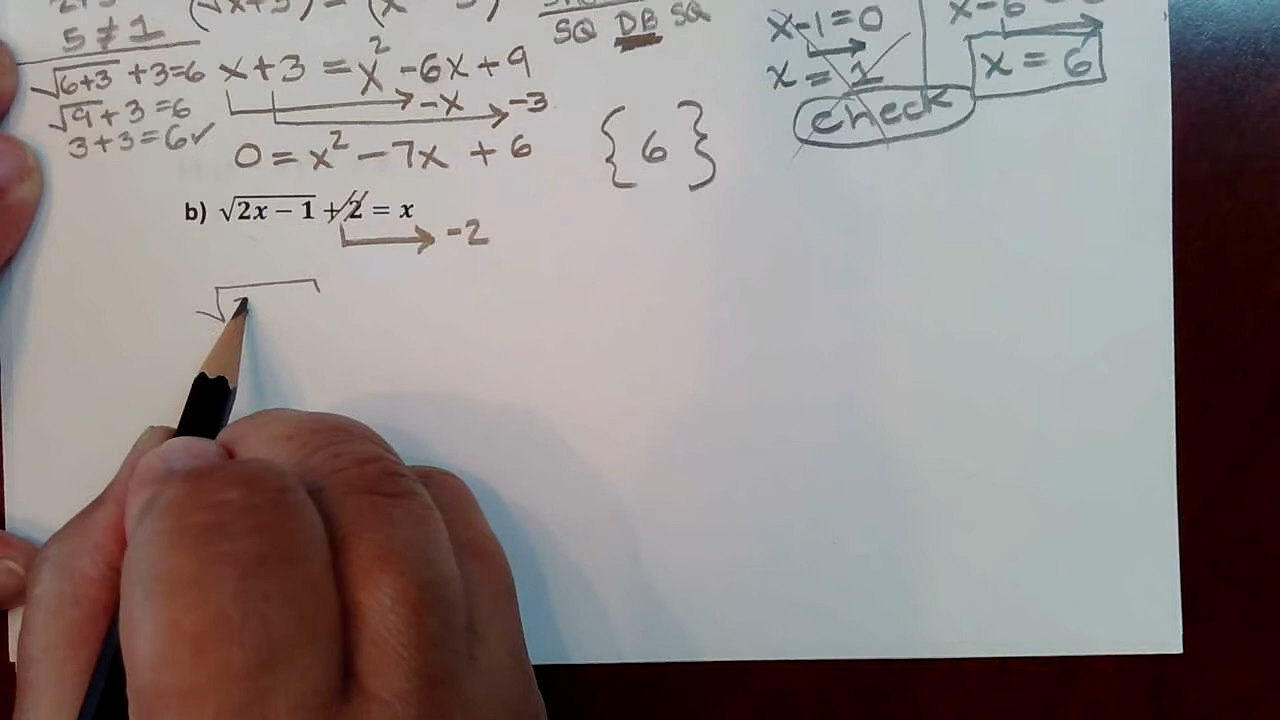 5 ≠ 1
SQ DB SQ
x-1=0
x-6
√6+3 +3=6
x+3 = x² -6x+9
x = 1
x = 6
√9+3=6
-x -3
check
3+3=6✓
0 = x² - 7x + 6
{6}
b) √2x − 1 + 2 = x
-2